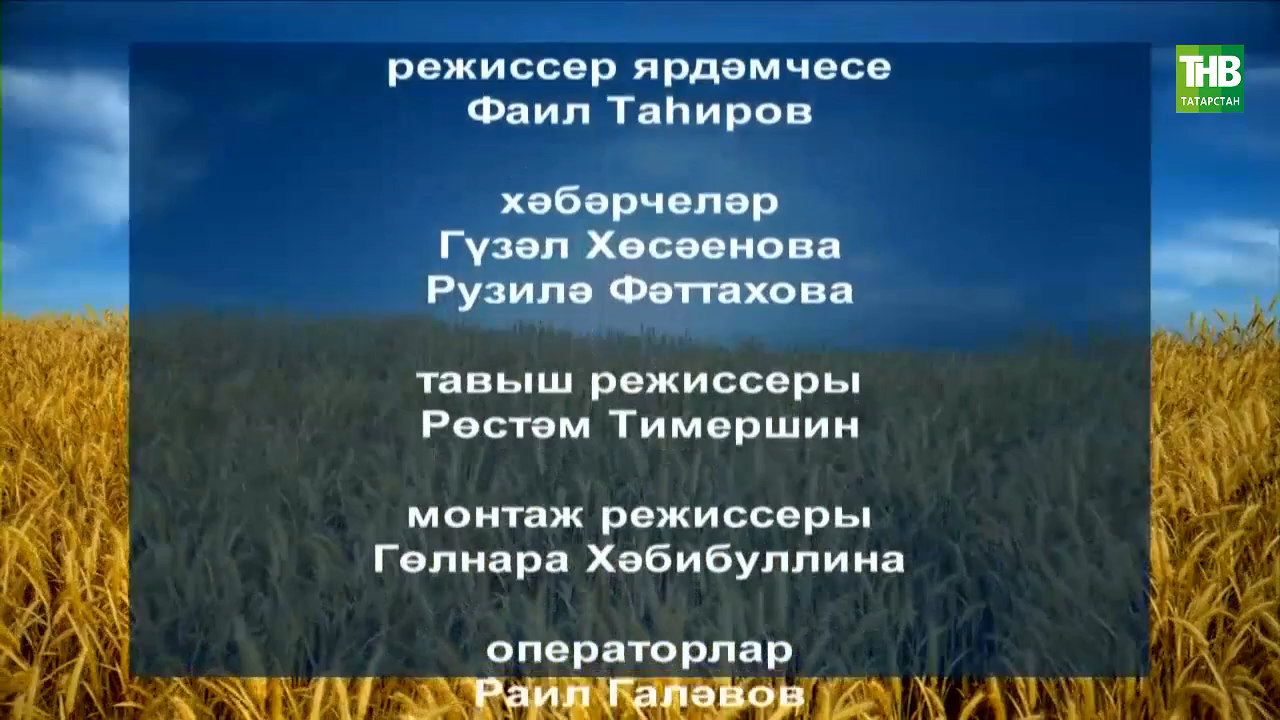 режиссер ярдәмчесе
Фаил Таһиров
хәбәрчеләр
Гүзәл Хөсәенова
Рузилә Фәттахова
тавыш режиссеры
Рөстәм Тимершин
монтаж режиссеры
Гөлнара Хәбибуллина
операторлар
Раил Галәвов
ТНВ
ТАТАРСТАН